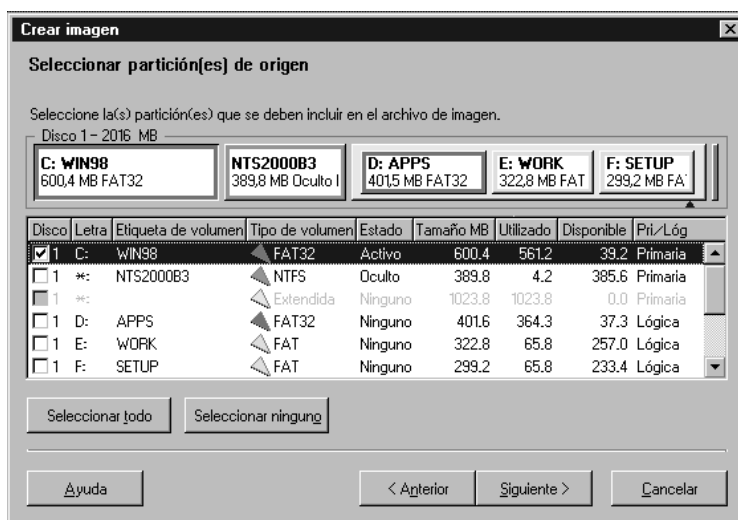 Crear imagen
Seleccionar partición(es) de origen
Seleccione la(s) partición(es) que se deben incluir en el archivo de imagen.
Disco 1 - 2016 MB
C: WIN98 NTS2000B3 D: APPS E: WORK F: SETUP
600,4 MB FAT32 389,8 MB Oculto 401,5 MB FAT32 322,8 MB FAT 299,2 MB FA
Disco Letra Etiqueta de volumen Tipo de volumen Estado Tamaño MB Utilizado Disponible Pri/Lóg
1 C: WIN98 FAT32 Activo 600.4 561.2 39.2 Primaria
1 *: NTS2000B3 NTFS Oculto 389.8 4.2 385.6 Primaria
1 *: Extendida Ninguno 1023.8 1023.8 0.0 Primaria
1 D: APPS FAT32 Ninguno 401.6 364.3 37.3 Lógica
1 E: WORK FAT Ninguno 322.8 65.8 257.0 Lógica
1 F: SETUP FAT Ninguno 299.2 65.8 233.4 Lógica
Seleccionar todo Seleccionar ninguno
Ayuda < Anterior Siguiente > Cancelar